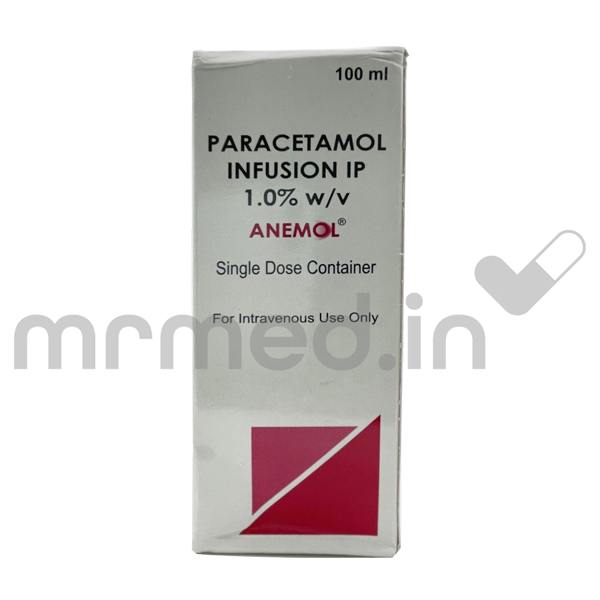 100 ml
PARACETAMOL
INFUSION IP
1.0% w/v
ANEMOL®
Single Dose Container
For Intravenous Use Only
mrmed.in